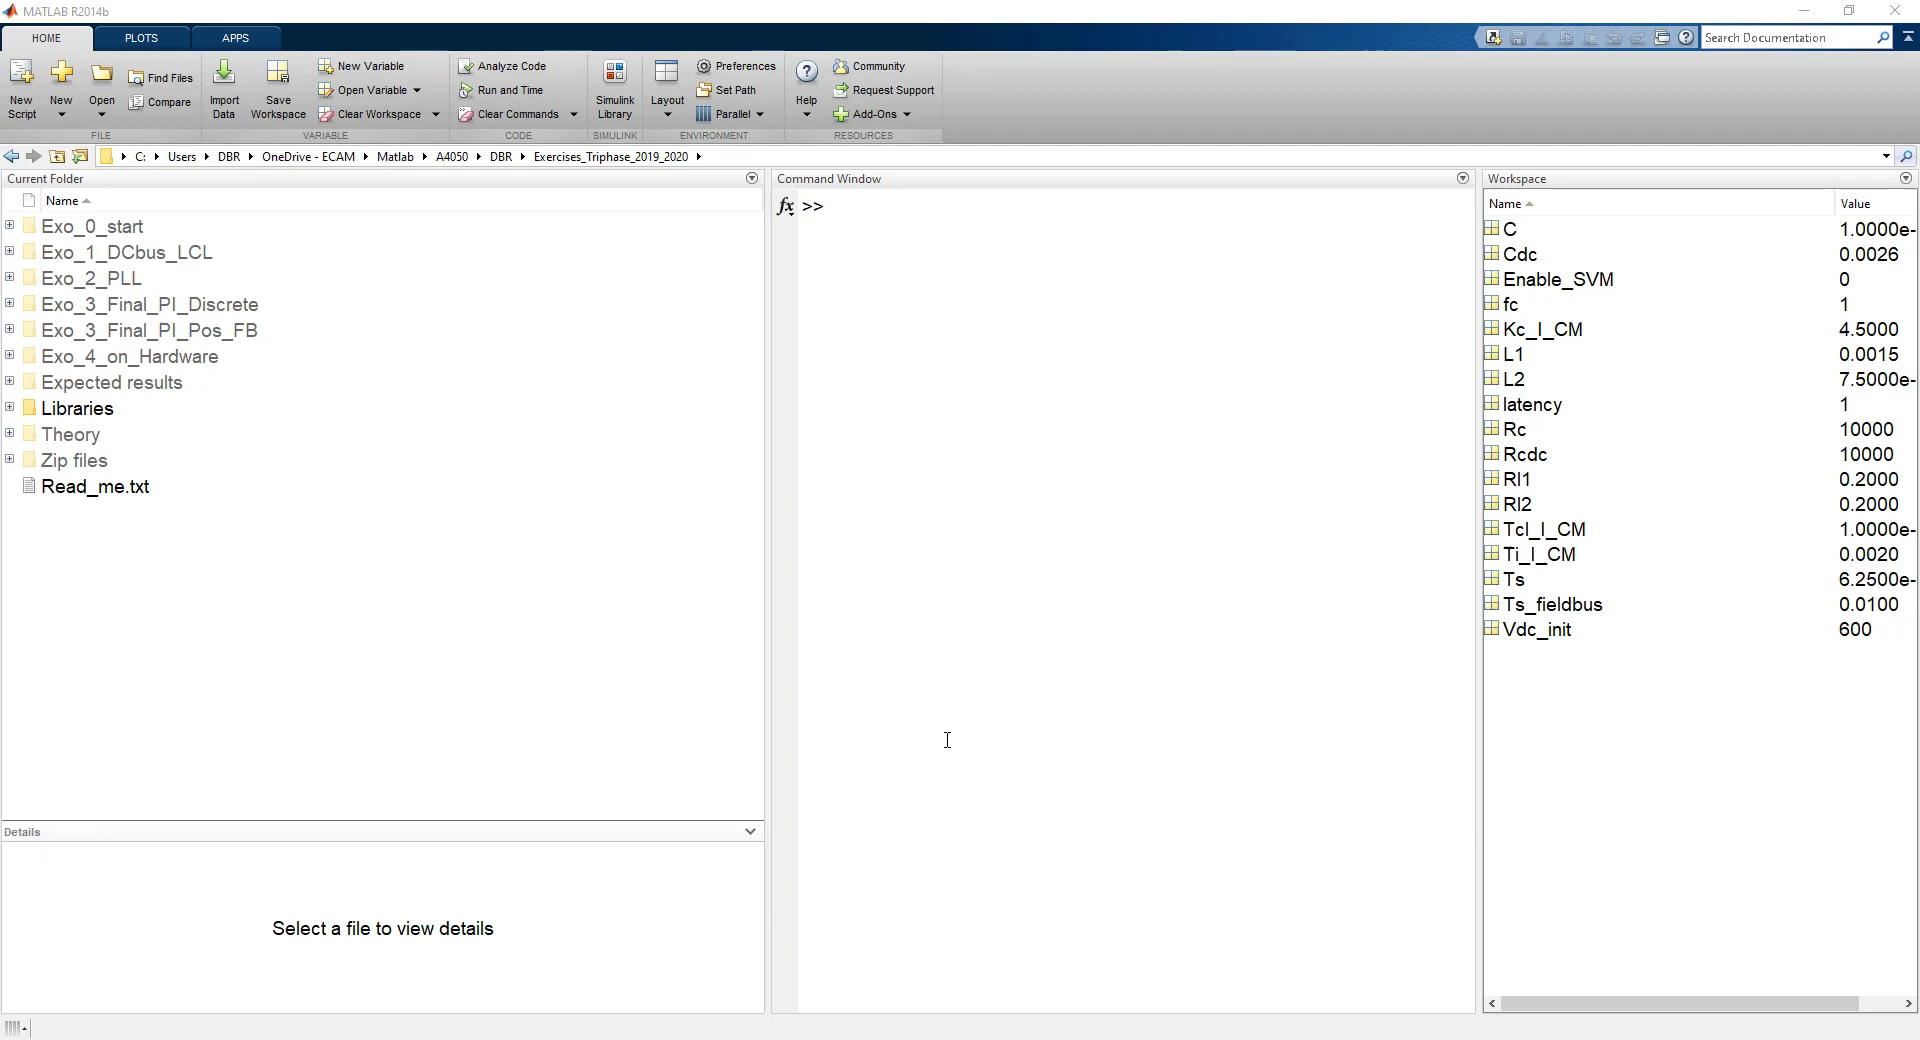 MATLAB R2014b
HOME PLOTS APPS
Search Documentation
New Script
New
Open
Find Files
Compare
Import Data
Save Workspace
New Variable
Open Variable
Clear Workspace
Analyze Code
Run and Time
Clear Commands
Simulink Library
Layout
Preferences
Set Path
Parallel
Help
Community
Request Support
Add-Ons
FILE VARIABLE CODE SIMULINK ENVIRONMENT RESOURCES
C: Users DBR OneDrive - ECAM Matlab A4050 DBR Exercises_Triphase_2019_2020
Current Folder
Name
Exo_0_start
Exo_1_DCbus_LCL
Exo_2_PLL
Exo_3_Final_PI_Discrete
Exo_3_Final_PI_Pos_FB
Exo_4_on_Hardware
Expected results
Libraries
Theory
Zip files
Read_me.txt
Details
Select a file to view details
Command Window
fx >>
Workspace
Name Value
C 1.0000e-
Cdc 0.0026
Enable_SVM 0
fc 1
Kc_I_CM 4.5000
L1 0.0015
L2 7.5000e-
latency 1
Rc 10000
Rcdc 10000
Rl1 0.2000
Rl2 0.2000
Tcl_I_CM 1.0000e-
Ti_I_CM 0.0020
Ts 6.2500e-
Ts_fieldbus 0.0100
Vdc_init 600